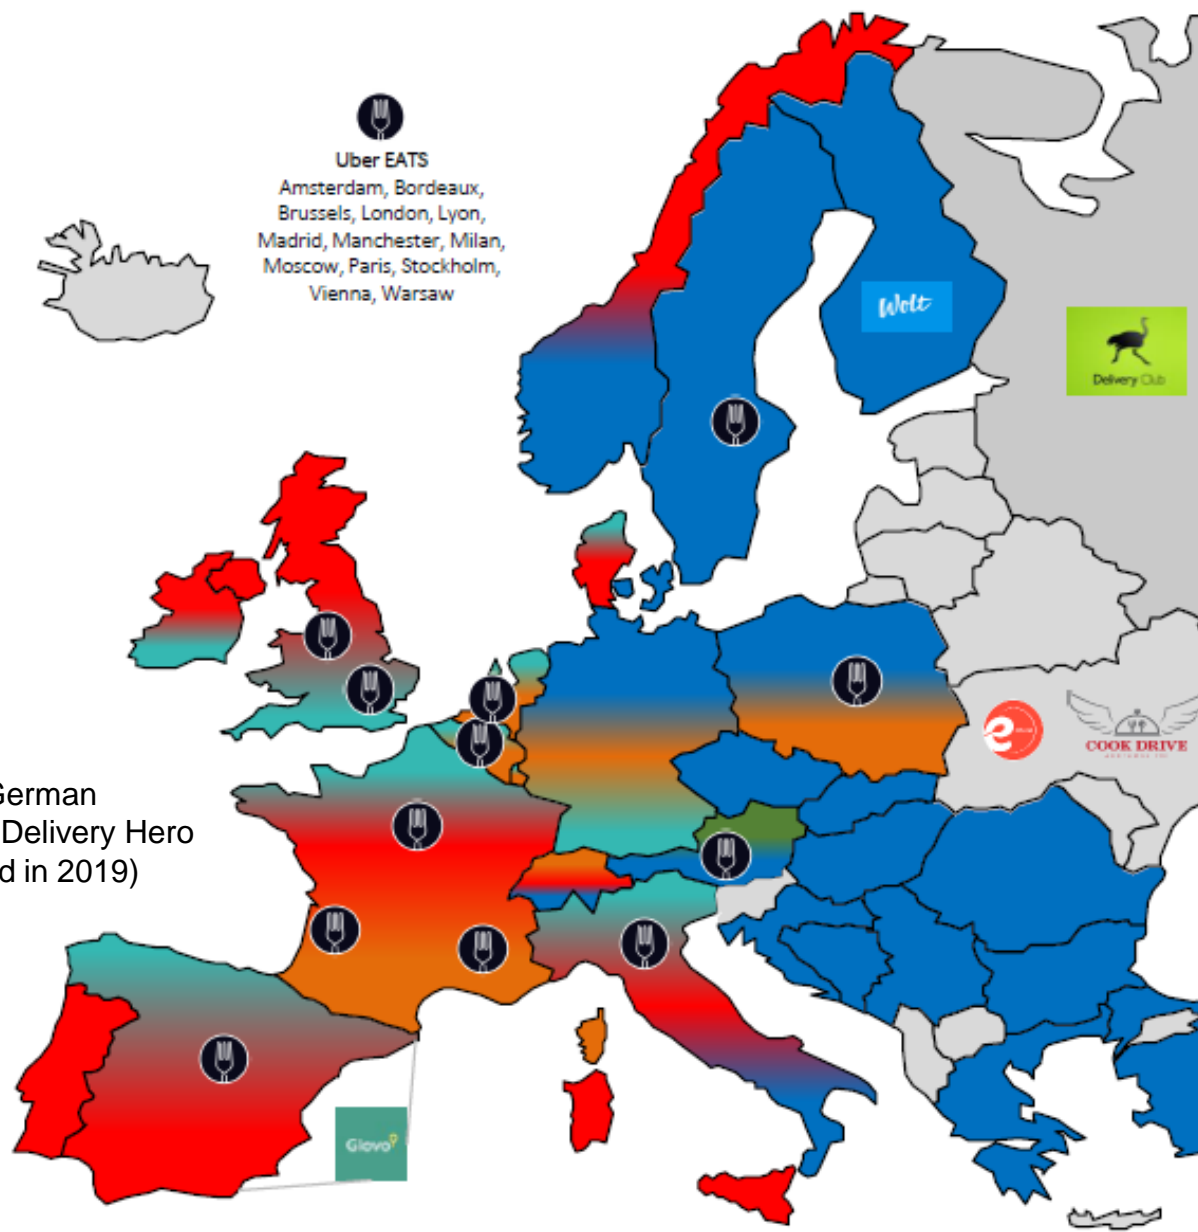 Uber EATS
Amsterdam, Bordeaux,
Brussels, London, Lyon,
Madrid, Manchester, Milan,
Moscow, Paris, Stockholm,
Vienna, Warsaw
Wolt
Delivery Club
e
COOK DRIVE
German
Delivery Hero
d in 2019)
Glovo